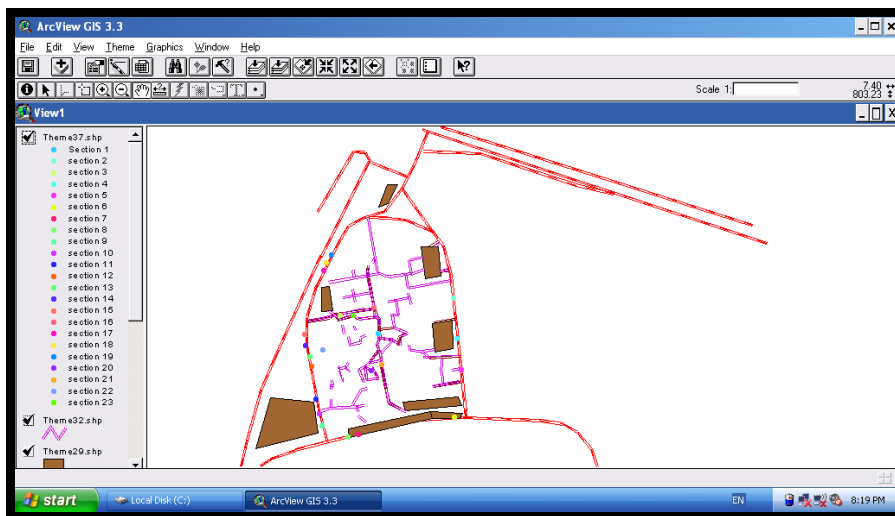 ArcView GIS 3.3
File Edit View Theme Graphics Window Help
Scale 1: 7.40
803.23
View1
Theme37.shp
Section 1
section 2
section 3
section 4
section 5
section 6
section 7
section 8
section 9
section 10
section 11
section 12
section 13
section 14
section 15
section 16
section 17
section 18
section 19
section 20
section 21
section 22
section 23
Theme32.shp
Theme29.shp
start Local Disk (C:) ArcView GIS 3.3 EN 8:19 PM